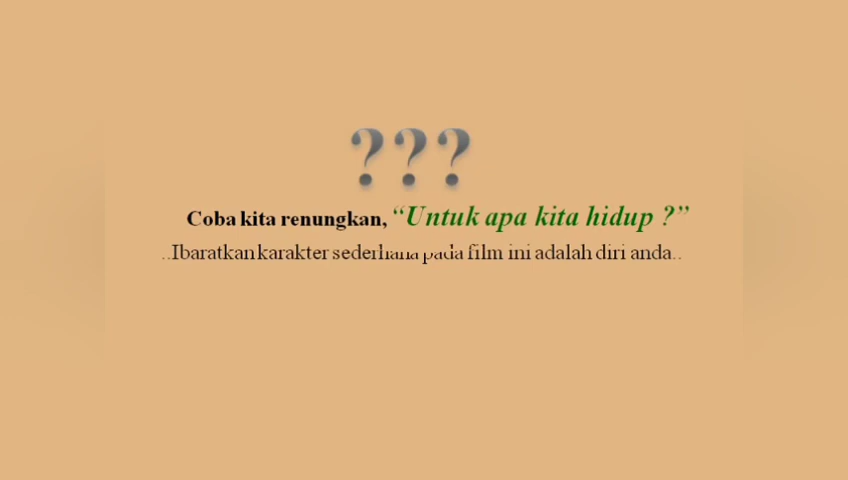 ???
Coba kita renungkan, “Untuk apa kita hidup ?”
..Ibaratkan karakter sederhana pada film ini adalah diri anda..